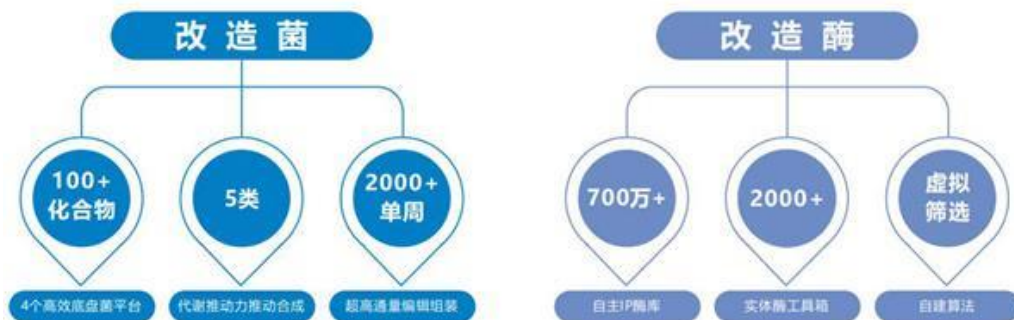 改造菌
改造酶
100+
化合物
5类
2000+
单周
700万+
2000+
虚拟
筛选
4个高效底盘菌平台
代谢推动力推动合成
超高通量编辑组装
自主IP酶库
实体酶工具箱
自建算法